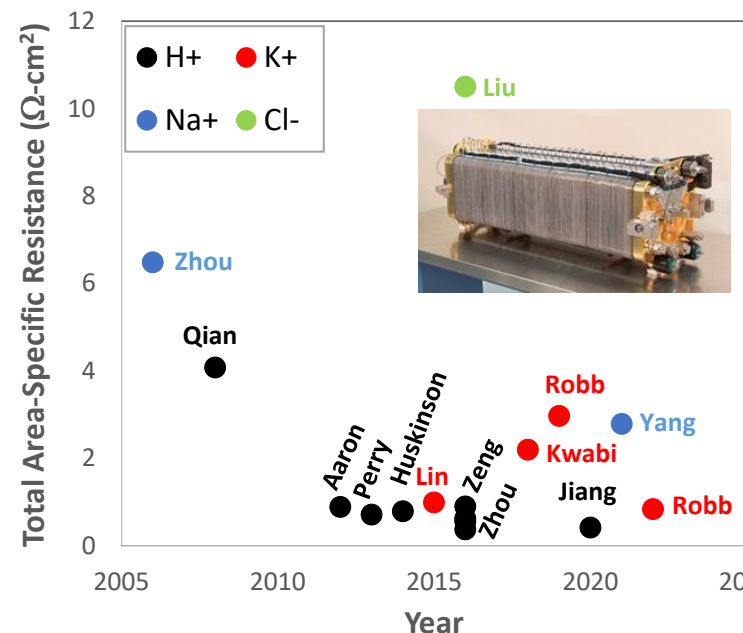 Total Area-Specific Resistance (Ω-cm²)
12
10
8
6
4
2
0
H+
K+
Na+
Cl-
Liu
Zhou
Qian
Aaron
Perry
Huskinson
Lin
Zeng
Zhou
Robb
Kwabi
Yang
Jiang
Robb
2005
2010
2015
2020
20
Year